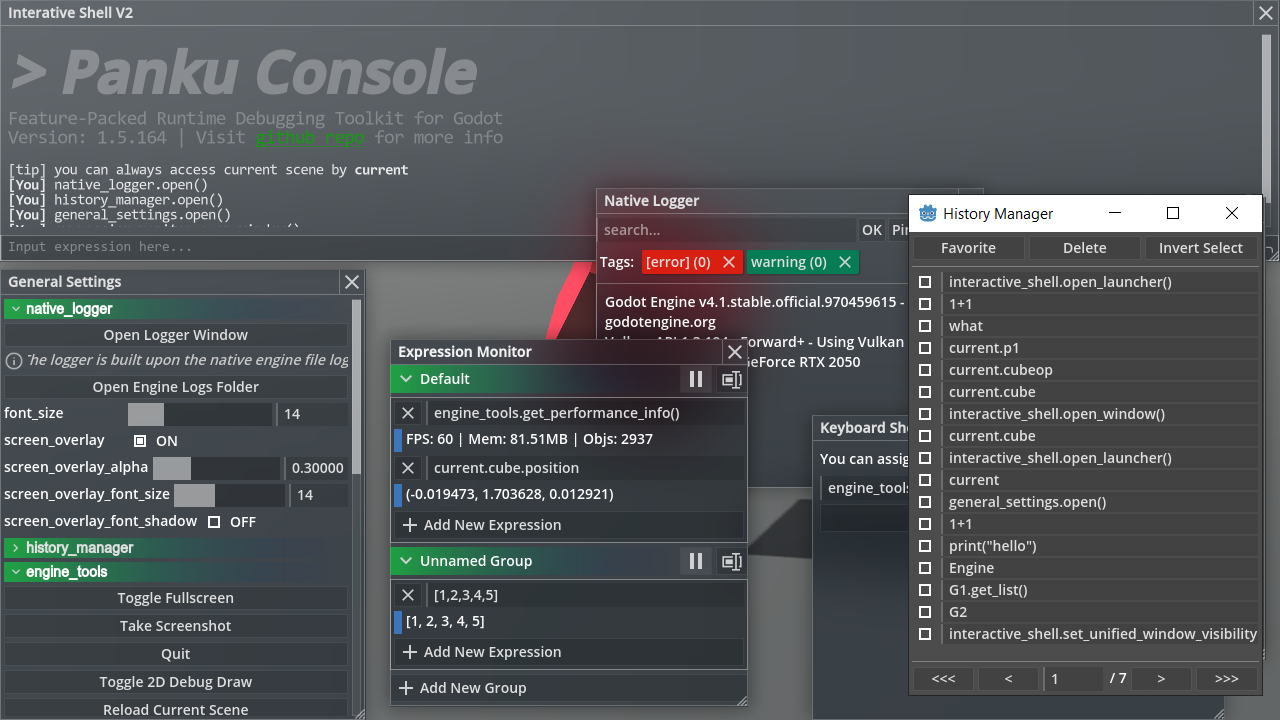 Interative Shell V2
> Panku Console
Feature-Packed Runtime Debugging Toolkit for Godot
Version: 1.5.164 | Visit github repo for more info
[tip] you can always access current scene by current
[You] native_logger.open()
[You] history_manager.open()
[You] general_settings.open()
Input expression here...
General Settings
native_logger
Open Logger Window
The logger is built upon the native engine file log
Open Engine Logs Folder
font_size 14
screen_overlay ON
screen_overlay_alpha 0.30000
screen_overlay_font_size 14
screen_overlay_font_shadow OFF
history_manager
engine_tools
Toggle Fullscreen
Take Screenshot
Quit
Toggle 2D Debug Draw
Reload Current Scene
Native Logger
search... OK Pin
Tags: [error] (0) warning (0)
Godot Engine v4.1.stable.official.970459615 -
godotengine.org
Forward+ - Using Vulkan
GeForce RTX 2050
Expression Monitor
Default
engine_tools.get_performance_info()
FPS: 60 | Mem: 81.51MB | Objs: 2937
current.cube.position
(-0.019473, 1.703628, 0.012921)
Add New Expression
Unnamed Group
[1,2,3,4,5]
[1, 2, 3, 4, 5]
Add New Expression
Add New Group
Keyboard Sho
You can assig
engine_tools
History Manager
Favorite Delete Invert Select
interactive_shell.open_launcher()
1+1
what
current.p1
current.cubeop
current.cube
interactive_shell.open_window()
current.cube
interactive_shell.open_launcher()
current
general_settings.open()
1+1
print("hello")
Engine
G1.get_list()
G2
interactive_shell.set_unified_window_visibility
<<< < 1 / 7 > >>>